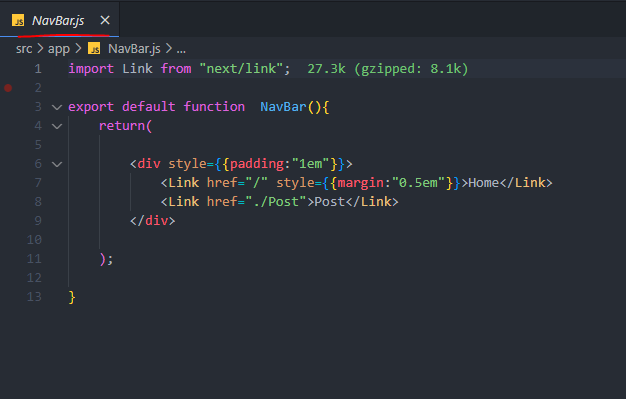 NavBar.js
src > app > NavBar.js > ...
1 import Link from "next/link"; 27.3k (gzipped: 8.1k)
2
3 export default function  NavBar(){
4     return(
5
6         <div style={{padding:"1em"}}>
7             <Link href="/" style={{margin:"0.5em"}}>Home</Link>
8             <Link href="./Post">Post</Link>
9         </div>
10
11     );
12
13 }